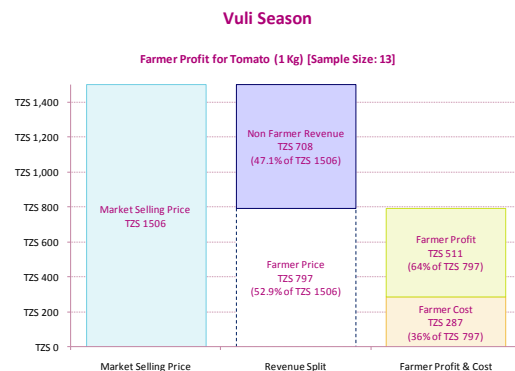 Vuli Season
Farmer Profit for Tomato (1 Kg) [Sample Size: 13]
TZS 1,400
TZS 1,200
TZS 1,000
TZS 800
TZS 600
TZS 400
TZS 200
TZS 0
Market Selling Price
TZS 1506
Non Farmer Revenue
TZS 708
(47.1% of TZS 1506)
Farmer Price
TZS 797
(52.9% of TZS 1506)
Farmer Profit
TZS 511
(64% of TZS 797)
Farmer Cost
TZS 287
(36% of TZS 797)
Market Selling Price
Revenue Split
Farmer Profit & Cost